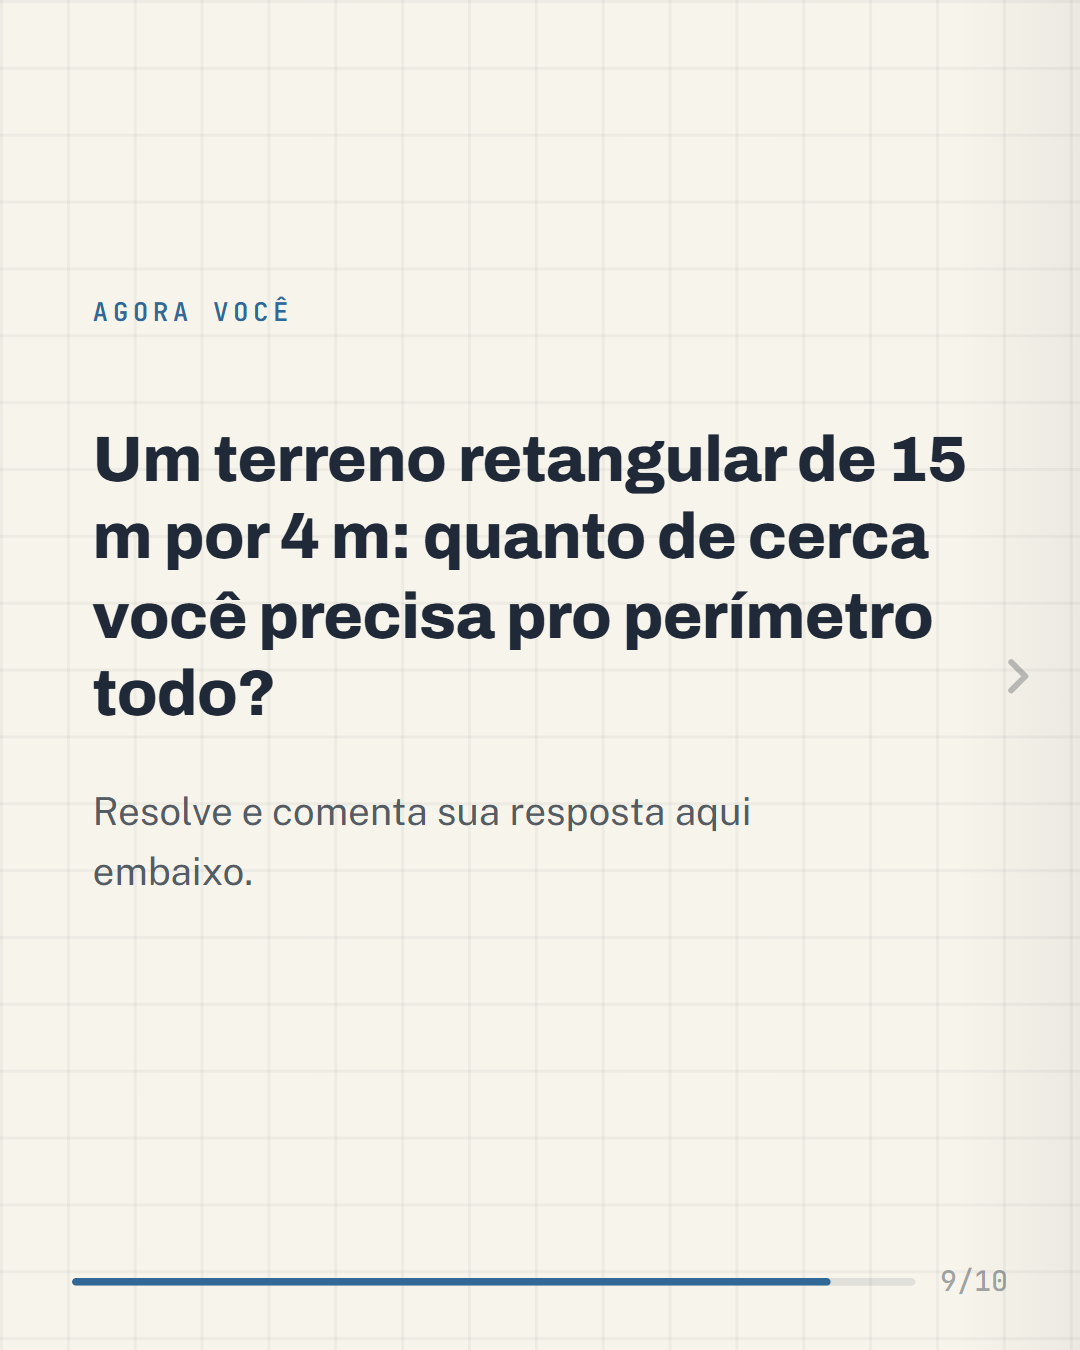 AGORA VOCÊ
Um terreno retangular de 15
m por 4 m: quanto de cerca
você precisa pro perímetro
todo?
Resolve e comenta sua resposta aqui
embaixo.
9/10